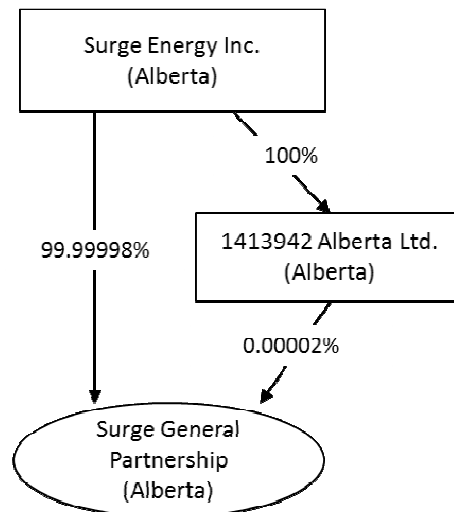 Surge Energy Inc.
(Alberta)
100%
99.99998%
1413942 Alberta Ltd.
(Alberta)
0.00002%
Surge General
Partnership
(Alberta)